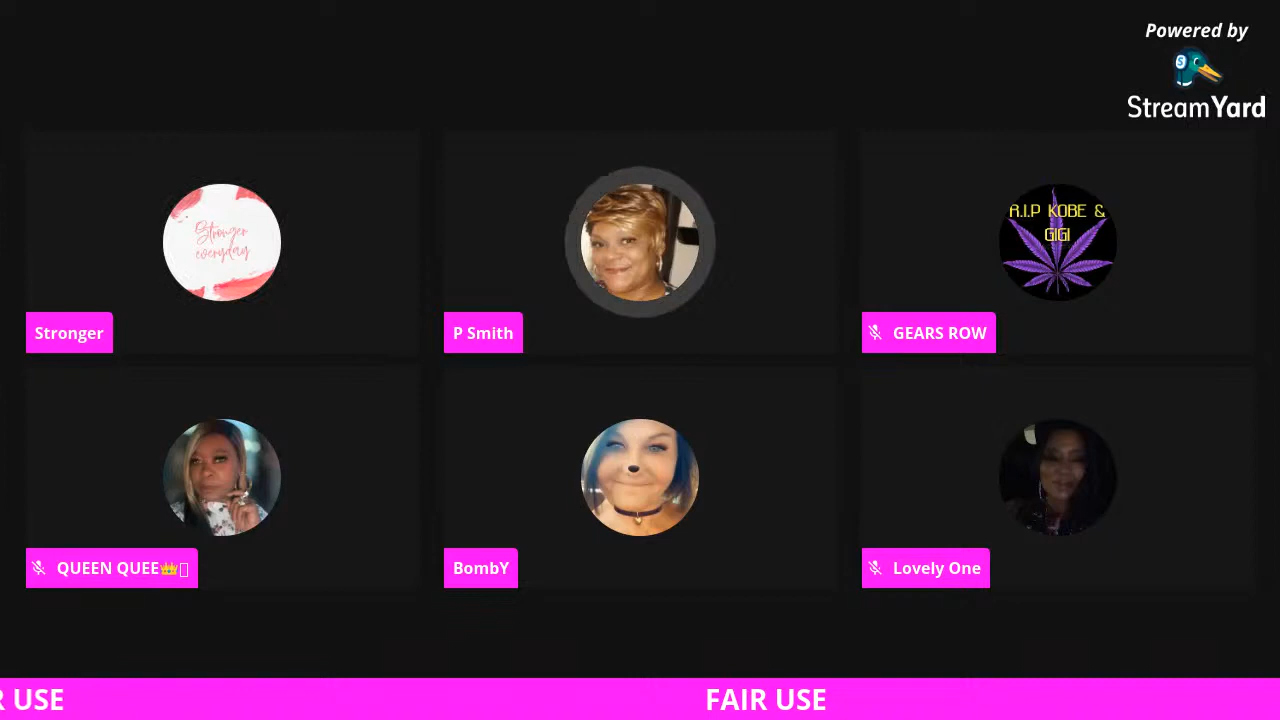 Powered by
StreamYard
Stronger
everyday
R.I.P KOBE &
GIGI
Stronger
P Smith
GEARS ROW
QUEEN QUEE👑
BombY
Lovely One
R USE
FAIR USE